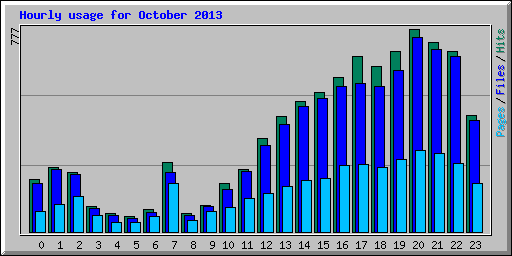 Hourly usage for October 2013
777
Pages/Files/Hits
0 1 2 3 4 5 6 7 8 9 10 11 12 13 14 15 16 17 18 19 20 21 22 23